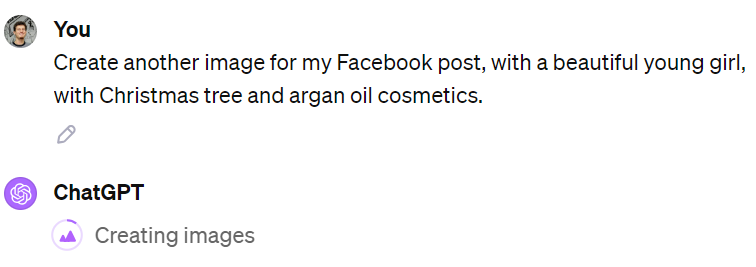 You
Create another image for my Facebook post, with a beautiful young girl,
with Christmas tree and argan oil cosmetics.
ChatGPT
Creating images